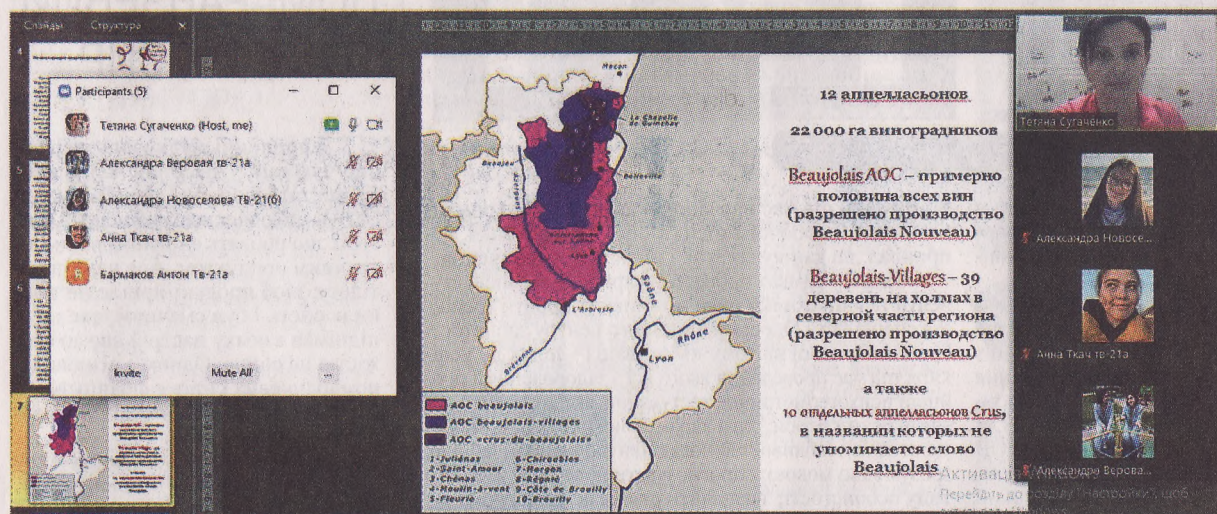 Слайды Структура
4
5
6
7
Participants (5)
Тетяна Сугаченко (Host, me)
Александра Веровая тв-21а
Александра Новоселова ТВ-21(б)
Анна Ткач тв-21а
Б
Бармаков Антон Тв-21а
Invite Mute All ...
Macon
La Chapelle
de Guinchay
Beaujeu
Belleville
L'Arbresle
Saône
Rhône
Lyon
AOC beaujolais
AOC beaujolais-villages
AOC «crus-du-beaujolais»
1-Juliénas
2-Saint-Amour
3-Chénas
4-Moulin-à-vent
5-Fleurie
6-Chiroubles
7-Morgon
8-Régnié
9-Côte de Brouilly
10-Brouilly
12 аппелласьонов
22 000 га виноградников
Beaujolais AOC – примерно
половина всех вин
(разрешено производство
Beaujolais Nouveau)
Beaujolais-Villages – 39
деревень на холмах в
северной части региона
(разрешено производство
Beaujolais Nouveau)
а также
10 отдельных аппелласьонов Crus,
в названии которых не
упоминается слово
Beaujolais
Тетяна Сугаченко
Александра Новосе...
Анна Ткач тв-21а
Александра Верова...
Активація Windows
Перейдіть до розділу "Настройки", щоб